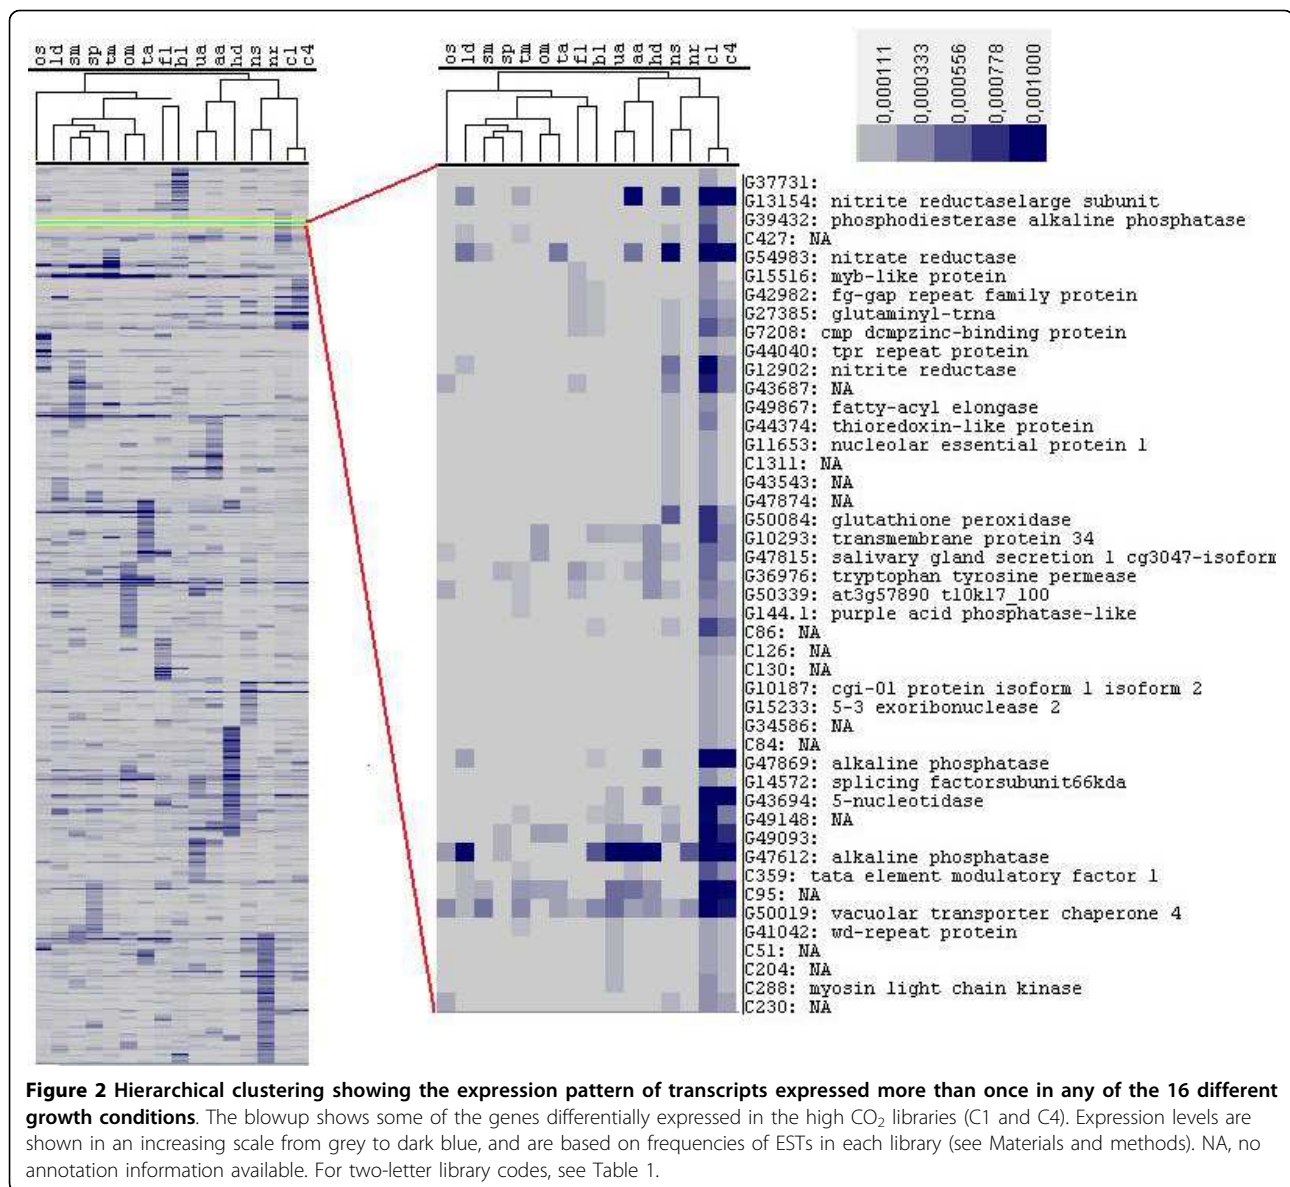 os ld sm sp tm om ta fl bl ua aa hd ns nr cl c4
os ld sm sp tm om ta fl bl ua aa hd ns nr cl c4
0,000111 0,000333 0,000556 0,000778 0,001000
G37731:
G13154: nitrite reductaselarge subunit
G39432: phosphodiesterase alkaline phosphatase
C427: NA
G54983: nitrate reductase
G15516: myb-like protein
G42982: fg-gap repeat family protein
G27385: glutaminyl-trna
G7208: cmp dcmpzinc-binding protein
G44040: tpr repeat protein
G12902: nitrite reductase
G43687: NA
G49867: fatty-acyl elongase
G44374: thioredoxin-like protein
G11653: nucleolar essential protein 1
C1311: NA
G43543: NA
G47874: NA
G50084: glutathione peroxidase
G10293: transmembrane protein 34
G47815: salivary gland secretion 1 cg3047-isoform
G36976: tryptophan tyrosine permease
G50339: at3g57890 t10k17_100
G144.1: purple acid phosphatase-like
C86: NA
C126: NA
C130: NA
G10187: cgi-01 protein isoform 1 isoform 2
G15233: 5-3 exoribonuclease 2
G34586: NA
C84: NA
G47869: alkaline phosphatase
G14572: splicing factorsubunit66kda
G43694: 5-nucleotidase
G49148: NA
G49093:
G47612: alkaline phosphatase
C359: tata element modulatory factor 1
C95: NA
G50019: vacuolar transporter chaperone 4
G41042: wd-repeat protein
C51: NA
C204: NA
C288: myosin light chain kinase
C230: NA
Figure 2 Hierarchical clustering showing the expression pattern of transcripts expressed more than once in any of the 16 different
growth conditions. The blowup shows some of the genes differentially expressed in the high CO₂ libraries (C1 and C4). Expression levels are
shown in an increasing scale from grey to dark blue, and are based on frequencies of ESTs in each library (see Materials and methods). NA, no
annotation information available. For two-letter library codes, see Table 1.